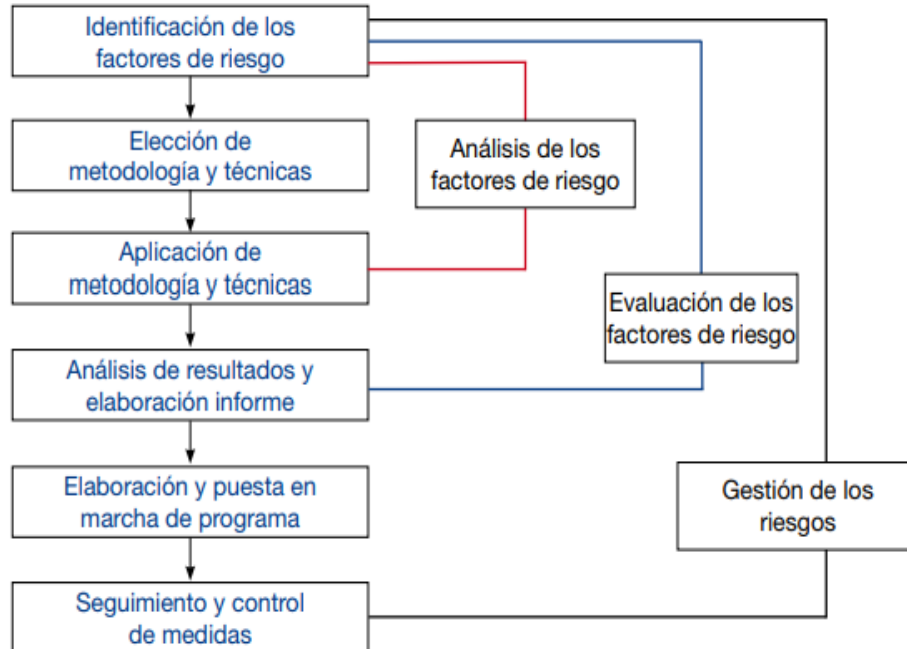 Identificación de los
factores de riesgo
Elección de
metodología y técnicas
Análisis de los
factores de riesgo
Aplicación de
metodología y técnicas
Evaluación de los
factores de riesgo
Análisis de resultados y
elaboración informe
Elaboración y puesta en
marcha de programa
Gestión de los
riesgos
Seguimiento y control
de medidas